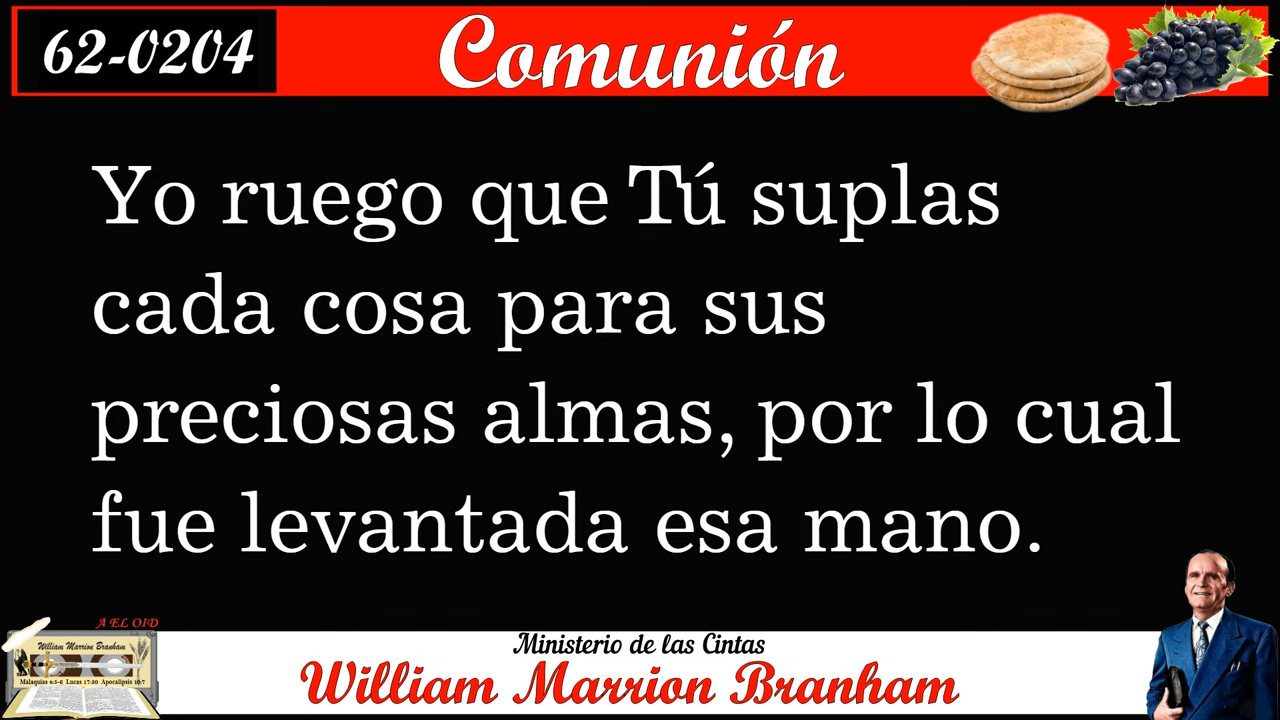 62-0204
Comunión
Yo ruego que Tú suplas
cada cosa para sus
preciosas almas, por lo cual
fue levantada esa mano.
A EL OID
William Marrion Branham
Malaquias 4:5-6 Lucas 17:30 Apocalipsis 10:7
Ministerio de las Cintas
William Marrion Branham